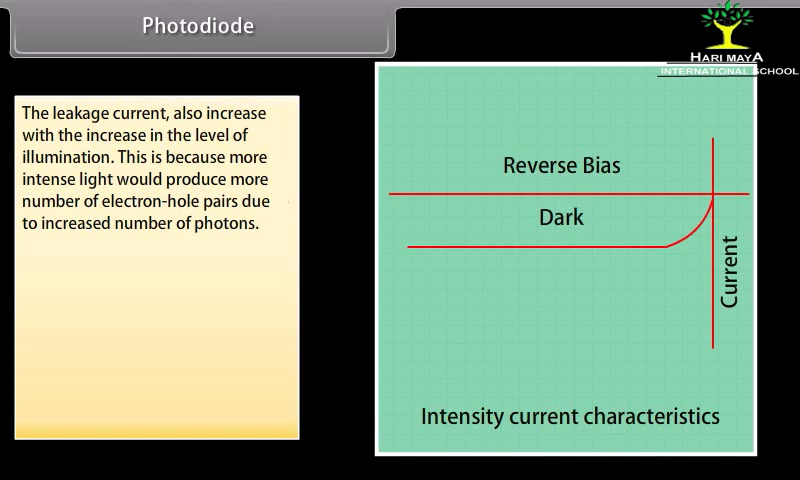 Photodiode
HARI MAYA
INTERNATIONAL SCHOOL
The leakage current, also increase
with the increase in the level of
illumination. This is because more
intense light would produce more
number of electron-hole pairs due
to increased number of photons.
Reverse Bias
Dark
Current
Intensity current characteristics